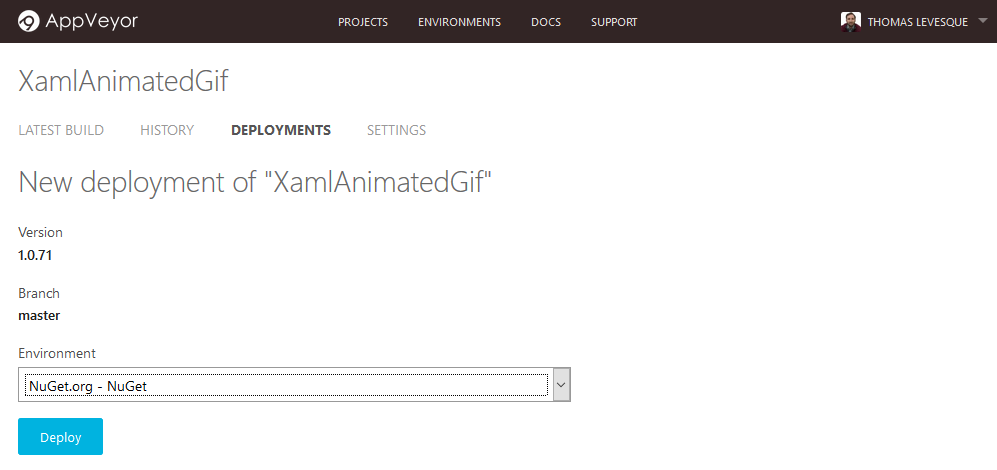 AppVeyor PROJECTS ENVIRONMENTS DOCS SUPPORT THOMAS LEVESQUE
XamlAnimatedGif
LATEST BUILD HISTORY DEPLOYMENTS SETTINGS
New deployment of "XamlAnimatedGif"
Version
1.0.71
Branch
master
Environment
NuGet.org - NuGet
Deploy